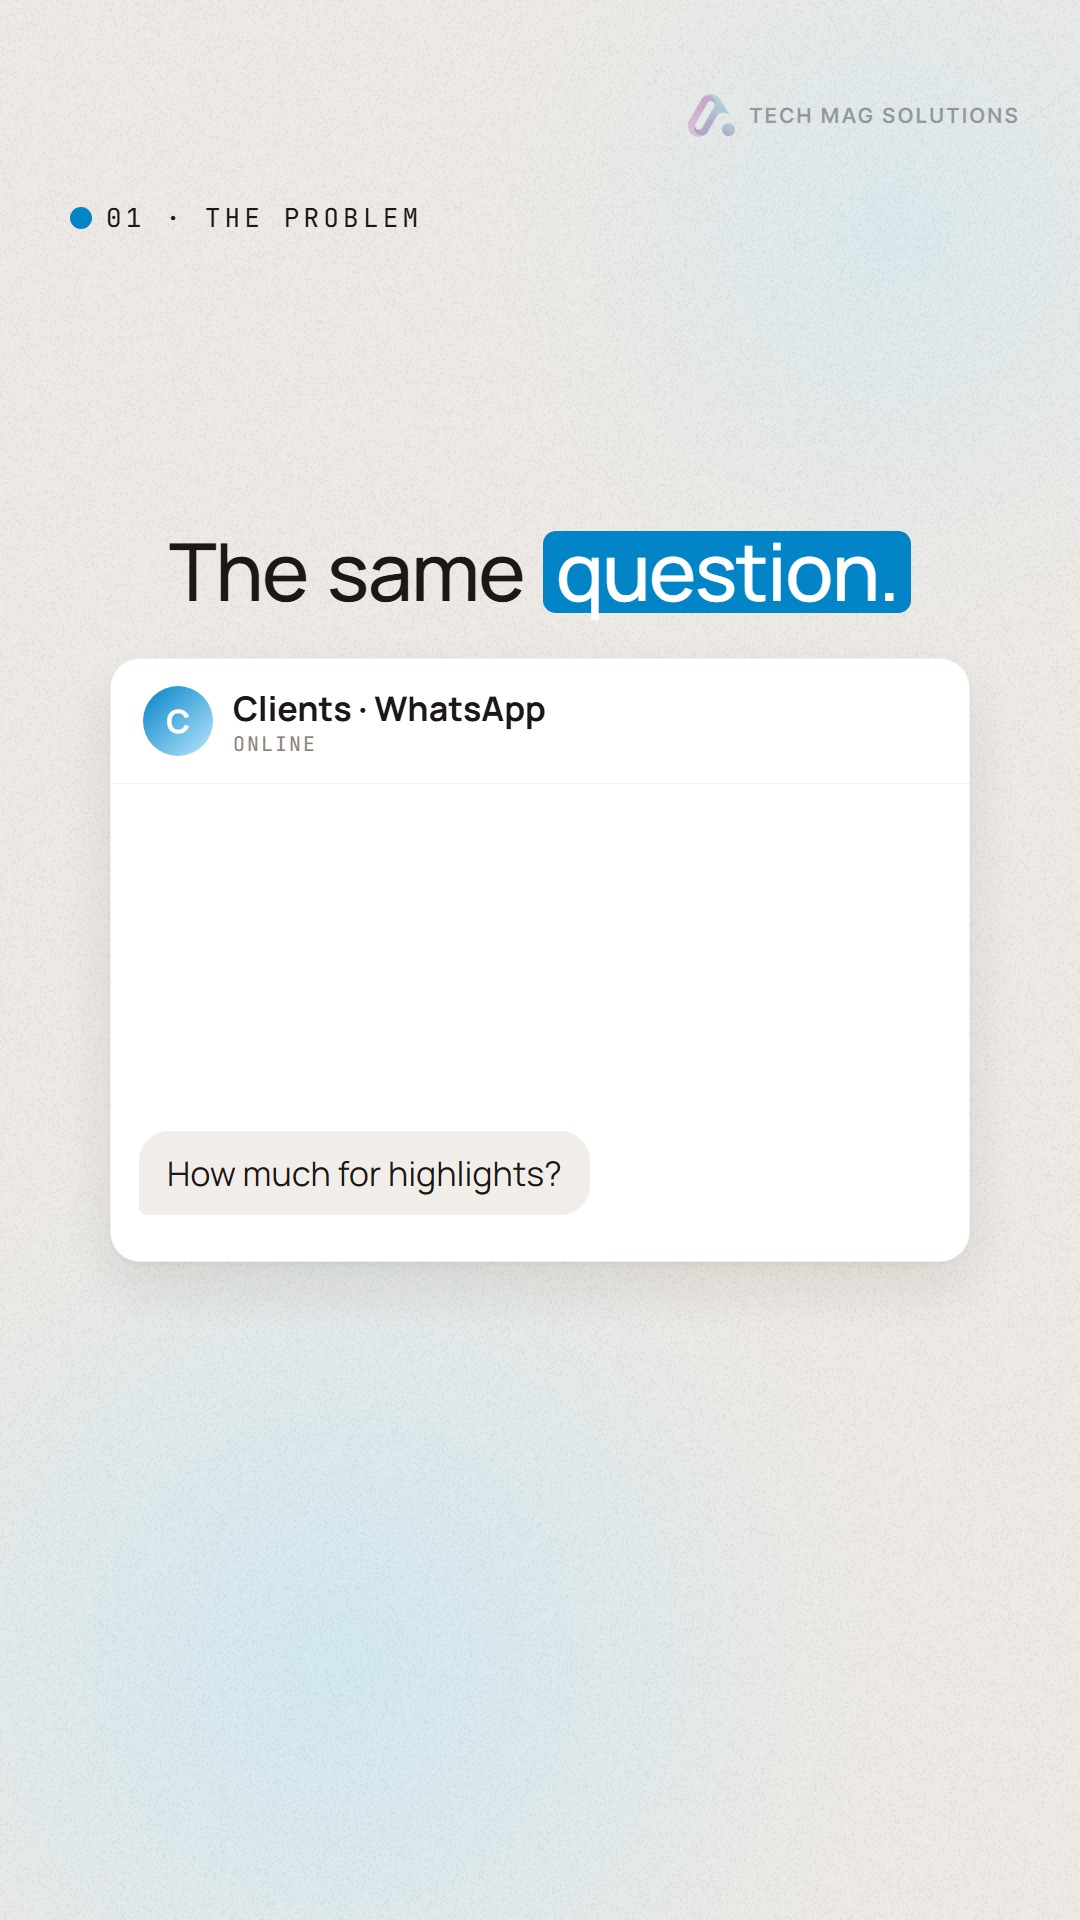 TECH MAG SOLUTIONS
01 · THE PROBLEM
The same question.
C
Clients · WhatsApp
ONLINE
How much for highlights?